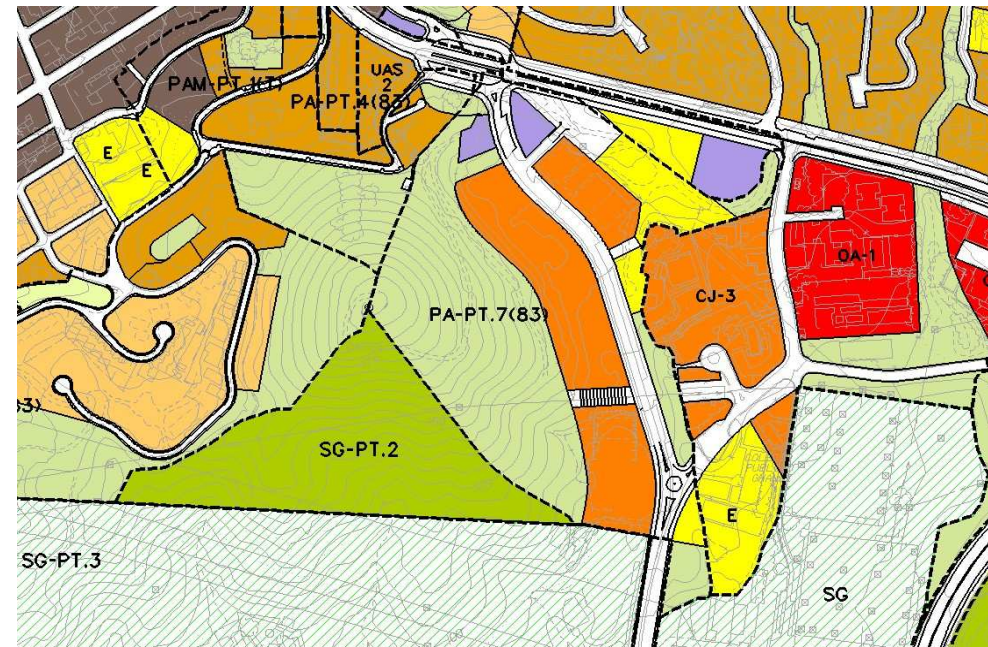 UAS
2
PAM-PT.1(T)
PA-PT.4(83)
E
E
OA-1
CJ-3
PA-PT.7(83)
SG-PT.2
E
SG-PT.3
SG